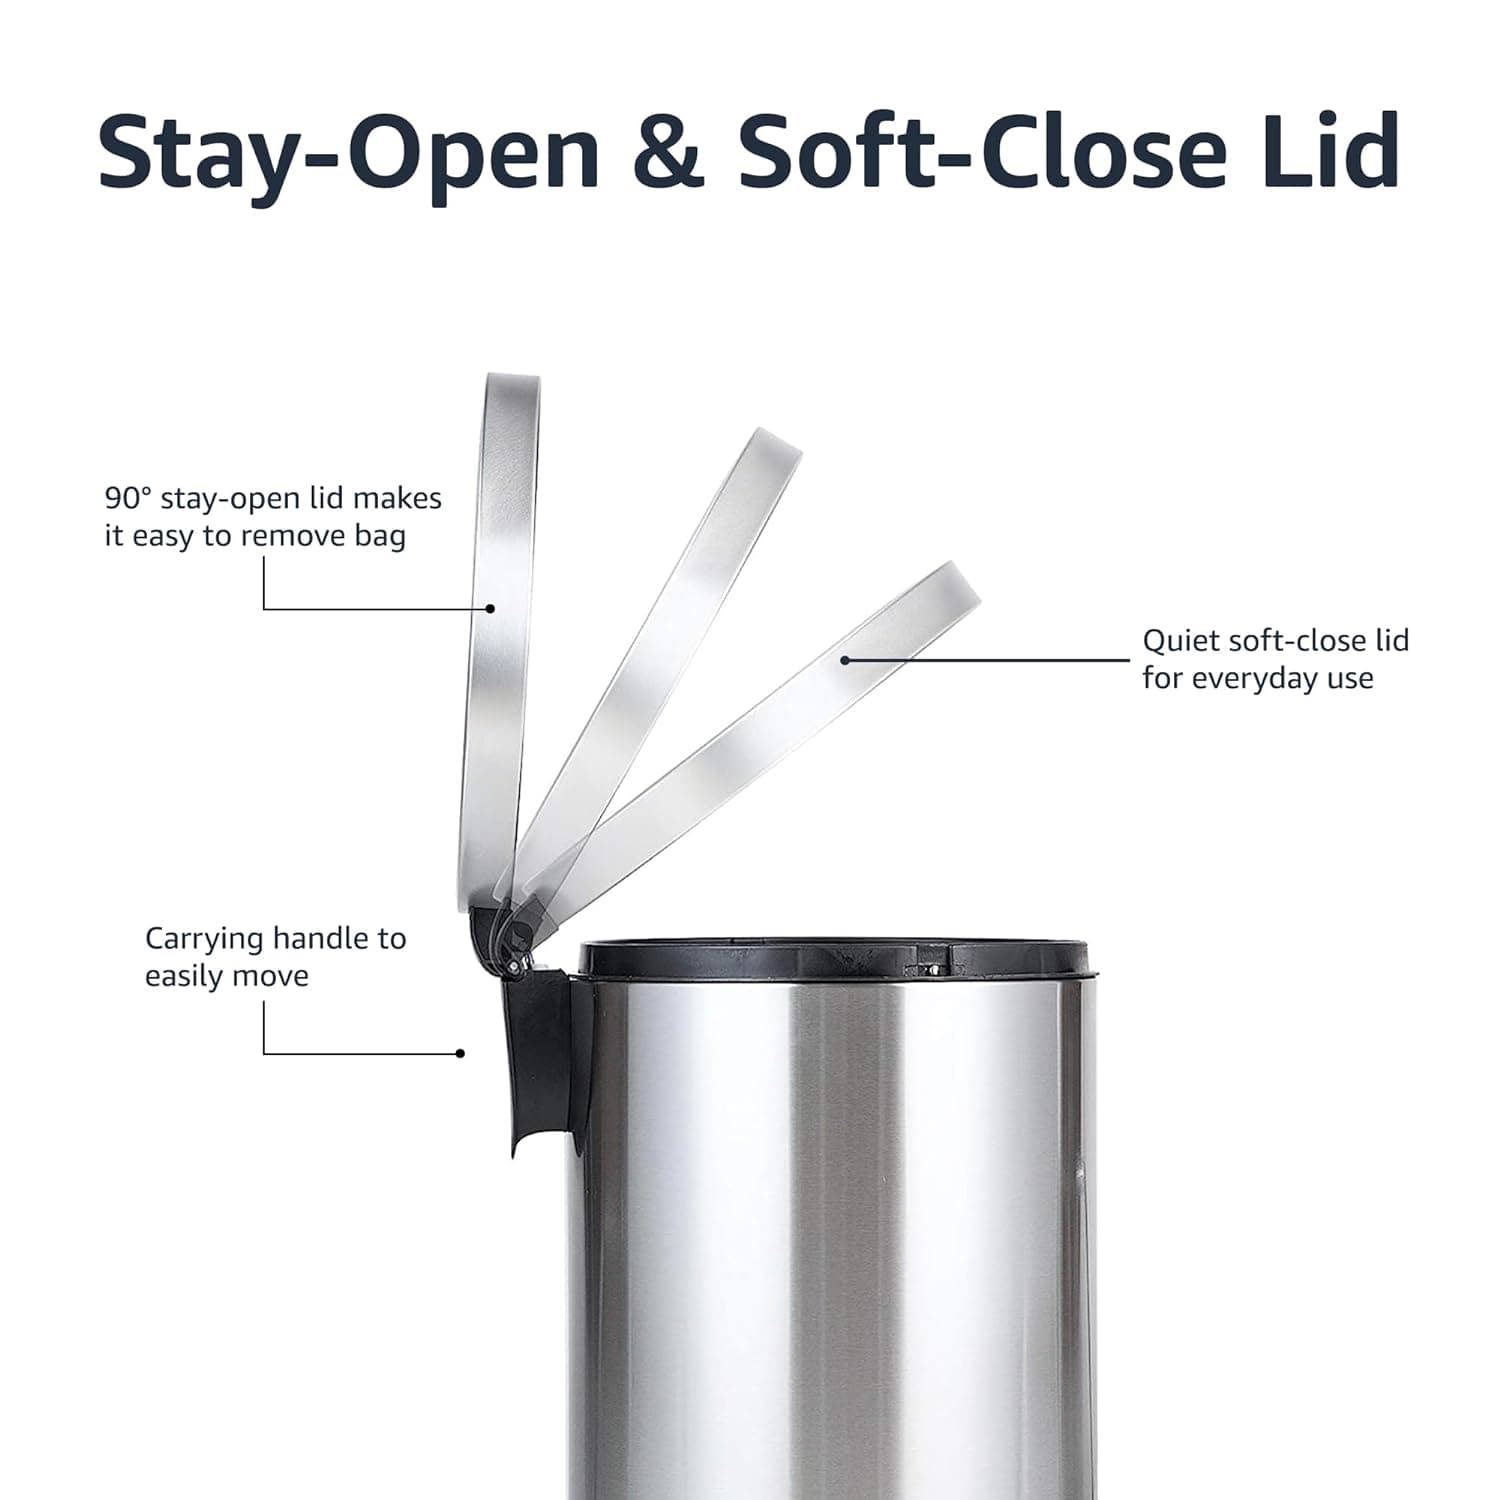 Stay-Open & Soft-Close Lid
90° stay-open lid makes
it easy to remove bag
Quiet soft-close lid
for everyday use
Carrying handle to
easily move